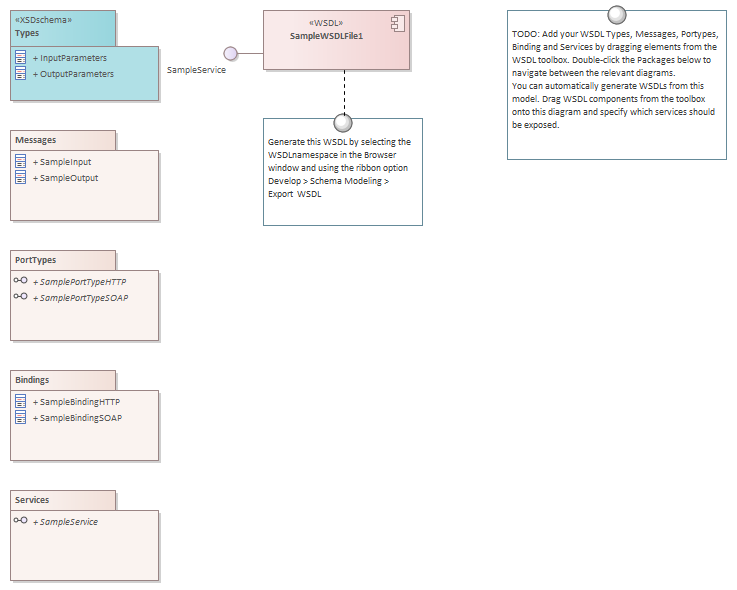 «XSDschema»
Types
+ InputParameters
+ OutputParameters
Messages
+ SampleInput
+ SampleOutput
PortTypes
+ SamplePortTypeHTTP
+ SamplePortTypeSOAP
Bindings
+ SampleBindingHTTP
+ SampleBindingSOAP
Services
+ SampleService
SampleService
«WSDL»
SampleWSDLFile1
Generate this WSDL by selecting the
WSDLnamespace in the Browser
window and using the ribbon option
Develop > Schema Modeling >
Export WSDL
TODO: Add your WSDL Types, Messages, Portypes,
Binding and Services by dragging elements from the
WSDL toolbox. Double-click the Packages below to
navigate between the relevant diagrams.
You can automatically generate WSDLs from this
model. Drag WSDL components from the toolbox
onto this diagram and specify which services should
be exposed.